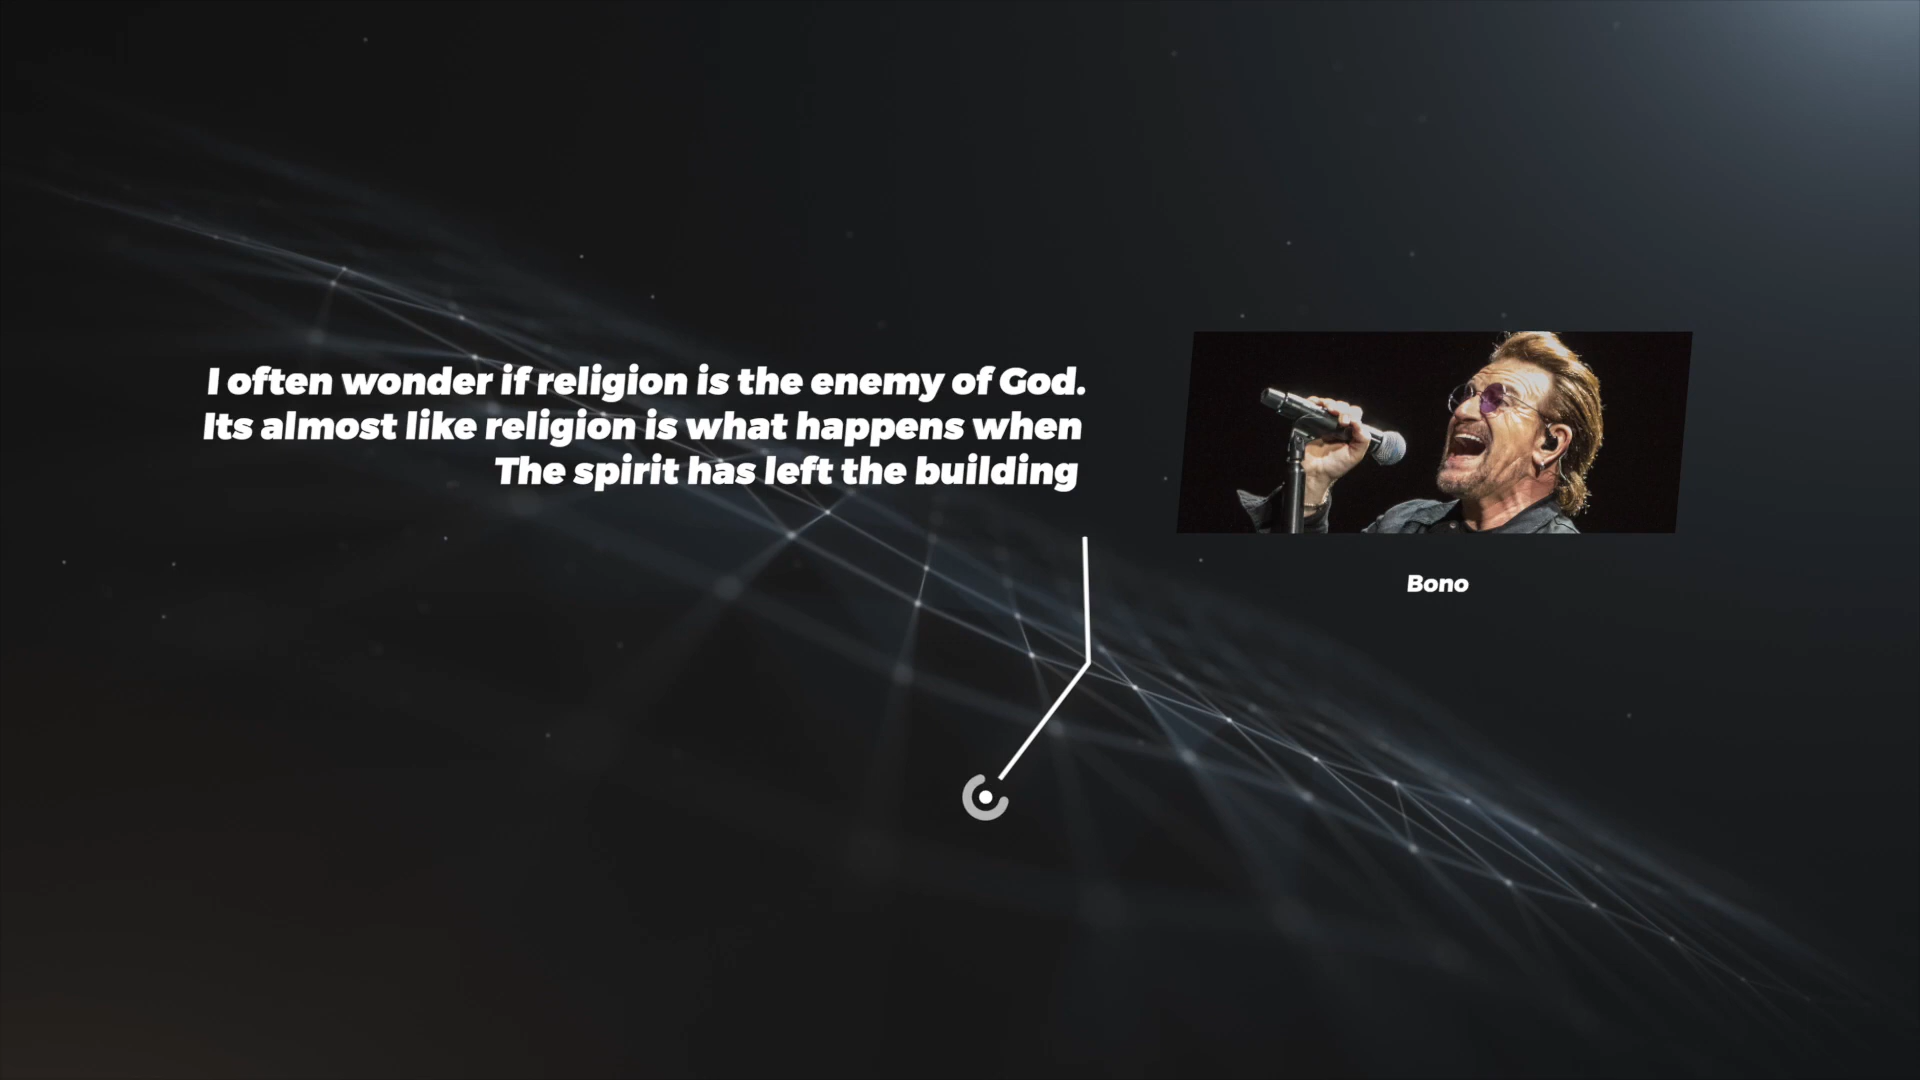 I often wonder if religion is the enemy of God.
Its almost like religion is what happens when
The spirit has left the building
Bono